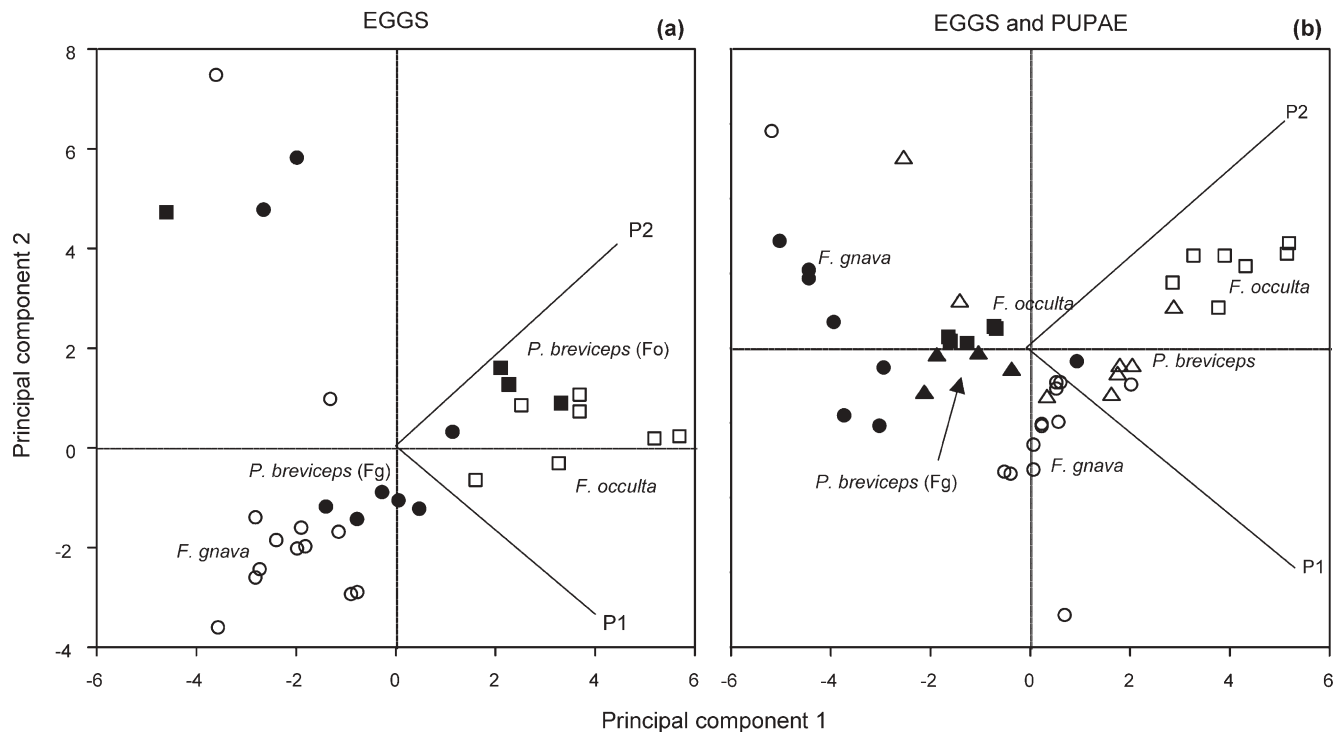 EGGS
(a)
8
6
4
2
0
-2
-4
-6
-4
-2
0
2
4
6
Principal component 2
P2
P. breviceps (Fo)
P. breviceps (Fg)
F. occulta
F. gnava
P1
EGGS and PUPAE
(b)
P2
F. gnava
F. occulta
F. occulta
P. breviceps
P. breviceps (Fg)
F. gnava
P1
-6
-4
-2
0
2
4
6
Principal component 1